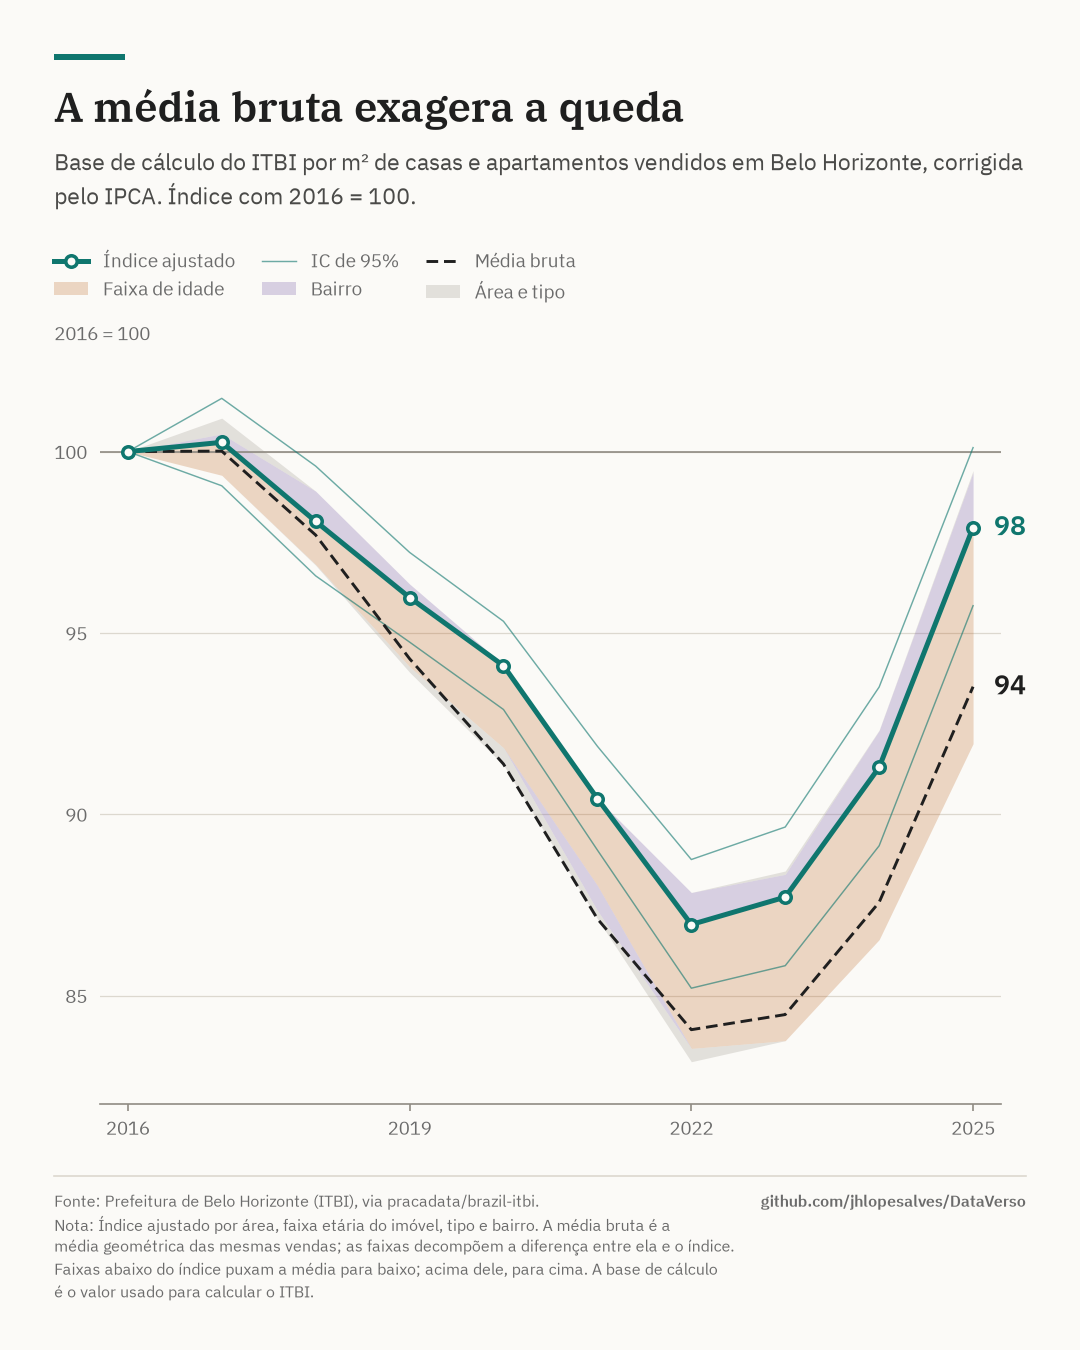 A média bruta exagera a queda
Base de cálculo do ITBI por m² de casas e apartamentos vendidos em Belo Horizonte, corrigida
pelo IPCA. Índice com 2016 = 100.
Índice ajustado
IC de 95%
Média bruta
Faixa de idade
Bairro
Área e tipo
2016 = 100
100
98
95
94
90
85
2016
2019
2022
2025
Fonte: Prefeitura de Belo Horizonte (ITBI), via pracadata/brazil-itbi.
github.com/jhlopesalves/DataVerso
Nota: Índice ajustado por área, faixa etária do imóvel, tipo e bairro. A média bruta é a
média geométrica das mesmas vendas; as faixas decompõem a diferença entre ela e o índice.
Faixas abaixo do índice puxam a média para baixo; acima dele, para cima. A base de cálculo
é o valor usado para calcular o ITBI.